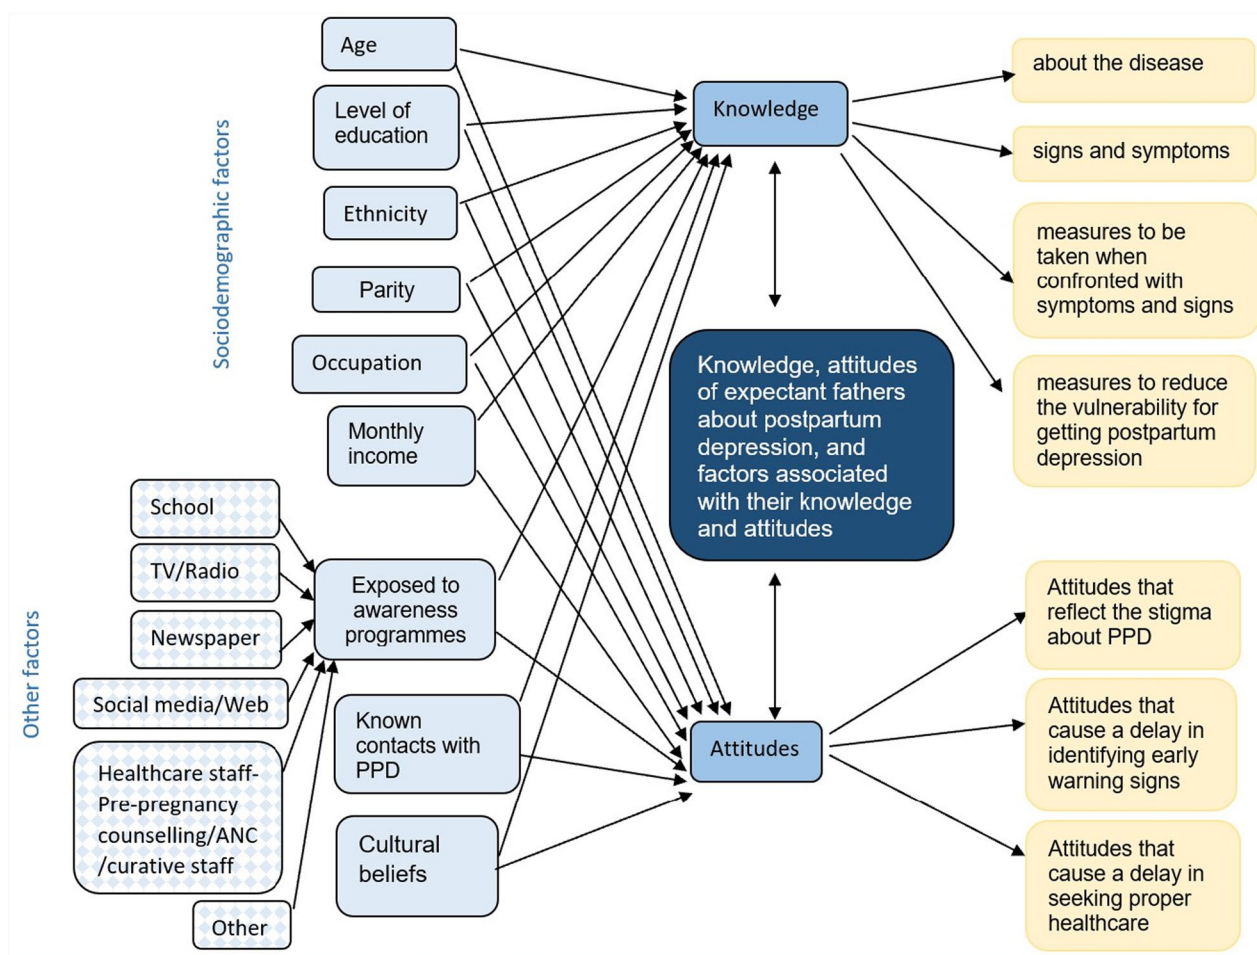 Sociodemographic factors
Age
Level of
education
Ethnicity
Parity
Occupation
Monthly
income
Other factors
School
TV/Radio
Newspaper
Social media/Web
Healthcare staff-
Pre-pregnancy
counselling/ANC
/curative staff
Other
Exposed to
awareness
programmes
Known
contacts with
PPD
Cultural
beliefs
Knowledge
Knowledge, attitudes
of expectant fathers
about postpartum
depression, and
factors associated
with their knowledge
and attitudes
Attitudes
about the disease
signs and symptoms
measures to be
taken when
confronted with
symptoms and signs
measures to reduce
the vulnerability for
getting postpartum
depression
Attitudes that
reflect the stigma
about PPD
Attitudes that
cause a delay in
identifying early
warning signs
Attitudes that
cause a delay in
seeking proper
healthcare